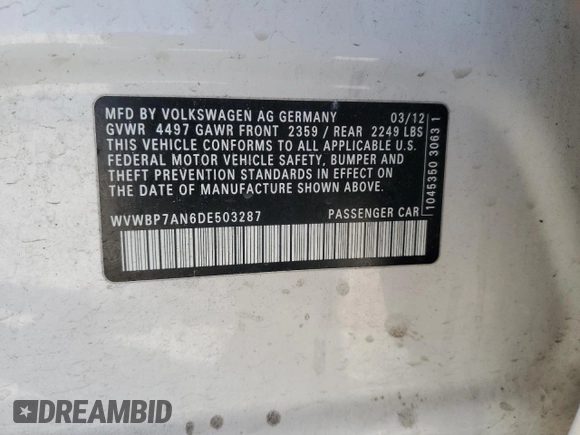 MFD BY VOLKSWAGEN AG GERMANY 03/12
GVWR 4497 GAWR FRONT 2359 / REAR 2249 LBS
THIS VEHICLE CONFORMS TO ALL APPLICABLE U.S.
FEDERAL MOTOR VEHICLE SAFETY, BUMPER AND
THEFT PREVENTION STANDARDS IN EFFECT ON
THE DATE OF MANUFACTURE SHOWN ABOVE.
WVWBP7AN6DE503287 PASSENGER CAR
1045350 3063 1
DREAMBID